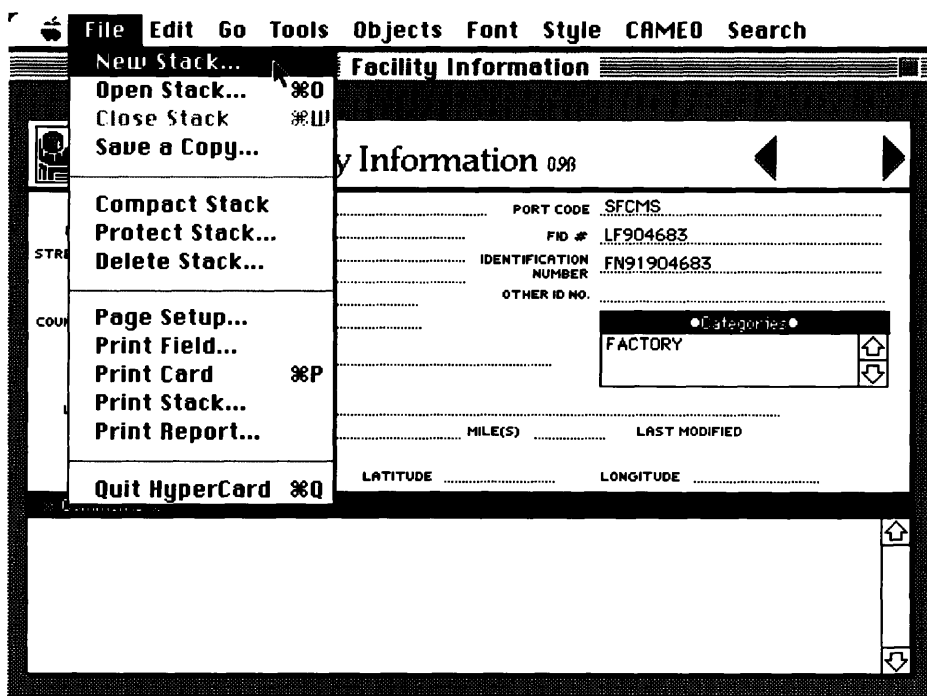 File Edit Go Tools Objects Font Style CAMEO Search
Facility Information
New Stack...
Open Stack... ⌘O
Close Stack ⌘W
Save a Copy...
Compact Stack
Protect Stack...
Delete Stack...
Page Setup...
Print Field...
Print Card ⌘P
Print Stack...
Print Report...
Quit HyperCard ⌘Q
y Information 0.98
PORT CODE SFCMS
FID # LF904683
IDENTIFICATION NUMBER FN91904683
OTHER ID NO.
STRE
COUN
•Categories•
FACTORY
MILE(S) LAST MODIFIED
LATITUDE LONGITUDE